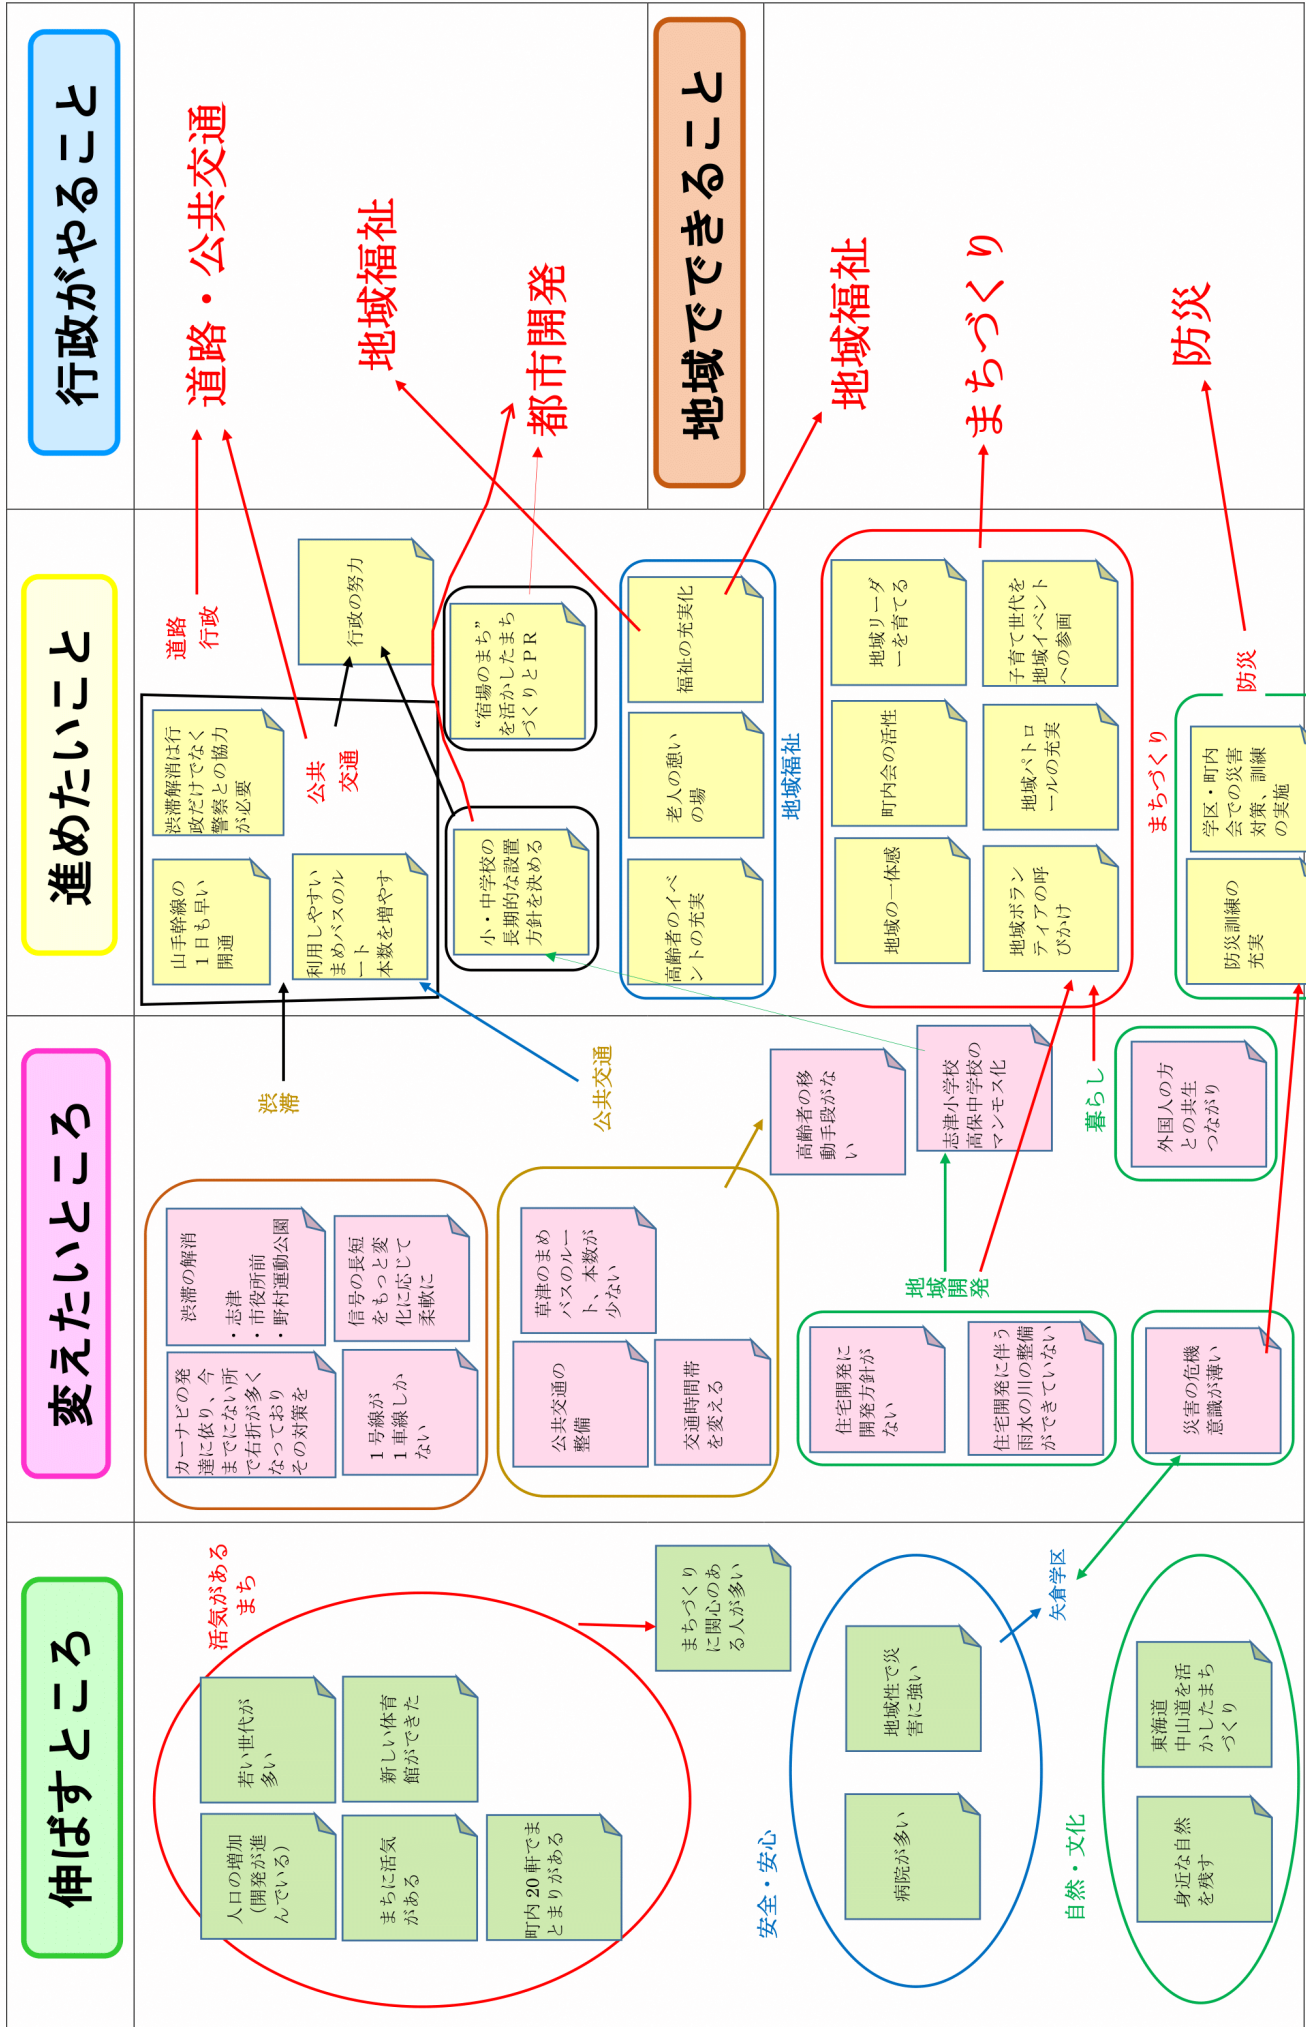 伸ばすところ
活気がある
まち
人口の増加
(開発が進
んでいる)
若い世代が
多い
まちに活気
がある
新しい体育
館ができた
町内20軒でま
とまりがある
まちづくり
に関心のあ
る人が多い
安全・安心
病院が多い
地域性で災
害に強い
矢倉学区
自然・文化
身近な自然
を残す
東海道
中山道を活
かしたまち
づくり
変えたいところ
カーナビの発
達に依り、今
までにない所
で右折が多く
なっており
その対策を
渋滞の解消
・志津
・市役所前
・野村運動公園
1号線が
1車線しか
ない
信号の長短
をもっと変
化に応じて
柔軟に
渋
滞
公共交通の
整備
草津のまめ
バスのルー
ト、本数が
少ない
交通時間帯
を変える
公共交通
高齢者の移
動手段がな
い
住宅開発に
開発方針が
ない
住宅開発に伴う
雨水の川の整備
ができていない
地
域
開
発
志津小学校
高保中学校の
マンモス化
暮らし
外国人の方
との共生
つながり
災害の危機
意識が薄い
進めたいこと
山手幹線の
1日も早い
開通
渋滞解消は行
政だけでなく
警察との協力
が必要
道路
行政
利用しやすい
まめバスのル
ート
本数を増やす
公共
交通
行政の努力
小・中学校の
長期的な設置
方針を決める
“宿場のまち”
を活かしたまち
づくりとPR
高齢者のイベ
ントの充実
老人の憩い
の場
福祉の充実化
地域福祉
地域の一体感
町内会の活性
地域リーダ
ーを育てる
地域ボラン
ティアの呼
びかけ
地域パトロ
ールの充実
子育て世代を
地域イベント
への参画
まちづくり
防災訓練の
充実
学区・町内
会での災害
対策、訓練
の実施
防災
行政がやること
道路・公共交通
地域福祉
都市開発
地域でできること
地域福祉
まちづくり
防災